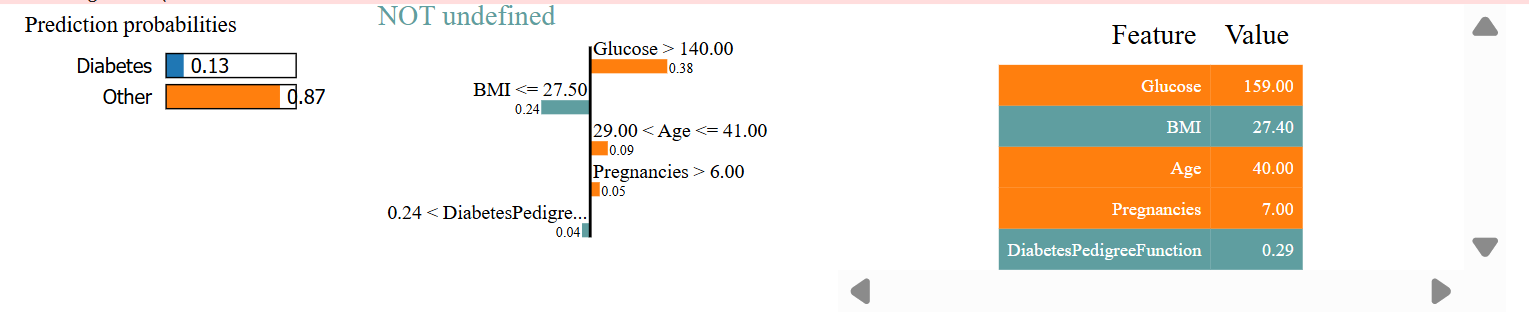 Prediction probabilities
Diabetes 0.13
Other 0.87
NOT undefined
Glucose > 140.00
0.38
BMI <= 27.50
0.24
29.00 < Age <= 41.00
0.09
Pregnancies > 6.00
0.05
0.24 < DiabetesPedigre...
0.04
Feature Value
Glucose 159.00
BMI 27.40
Age 40.00
Pregnancies 7.00
DiabetesPedigreeFunction 0.29